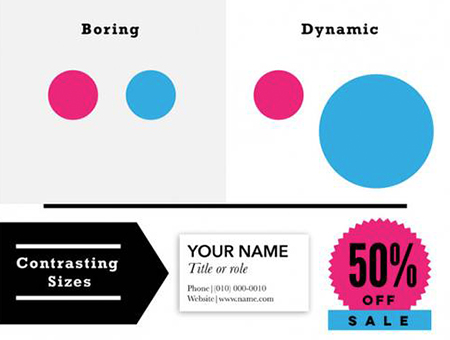 Boring
Dynamic
Contrasting
Sizes
YOUR NAME
Title or role
Phone | (010) 000-0010
Website | www.name.com
50%
OFF
SALE